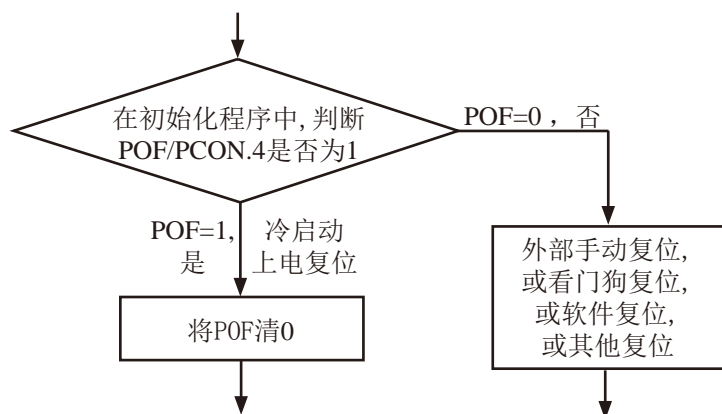 在初始化程序中,判断
POF/PCON.4是否为1
POF=0 ，否
POF=1, 冷启动
是 上电复位
将POF清0
外部手动复位,
或看门狗复位,
或软件复位,
或其他复位